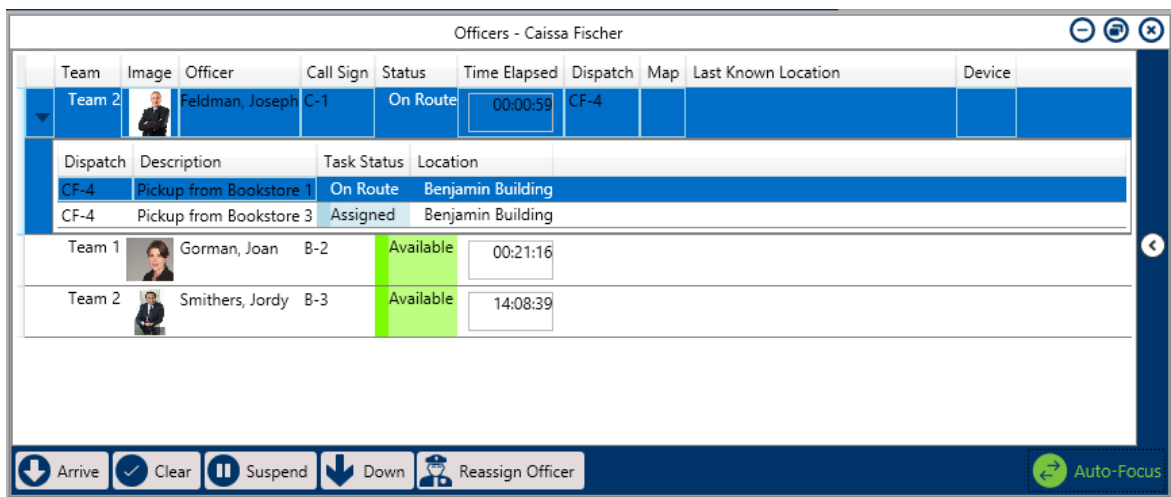 Officers - Caissa Fischer
Team Image Officer Call Sign Status Time Elapsed Dispatch Map Last Known Location Device
Team 2 Feldman, Joseph C-1 On Route 00:00:59 CF-4
Dispatch Description Task Status Location
CF-4 Pickup from Bookstore 1 On Route Benjamin Building
CF-4 Pickup from Bookstore 3 Assigned Benjamin Building
Team 1 Gorman, Joan B-2 Available 00:21:16
Team 2 Smithers, Jordy B-3 Available 14:08:39
Arrive Clear Suspend Down Reassign Officer Auto-Focus